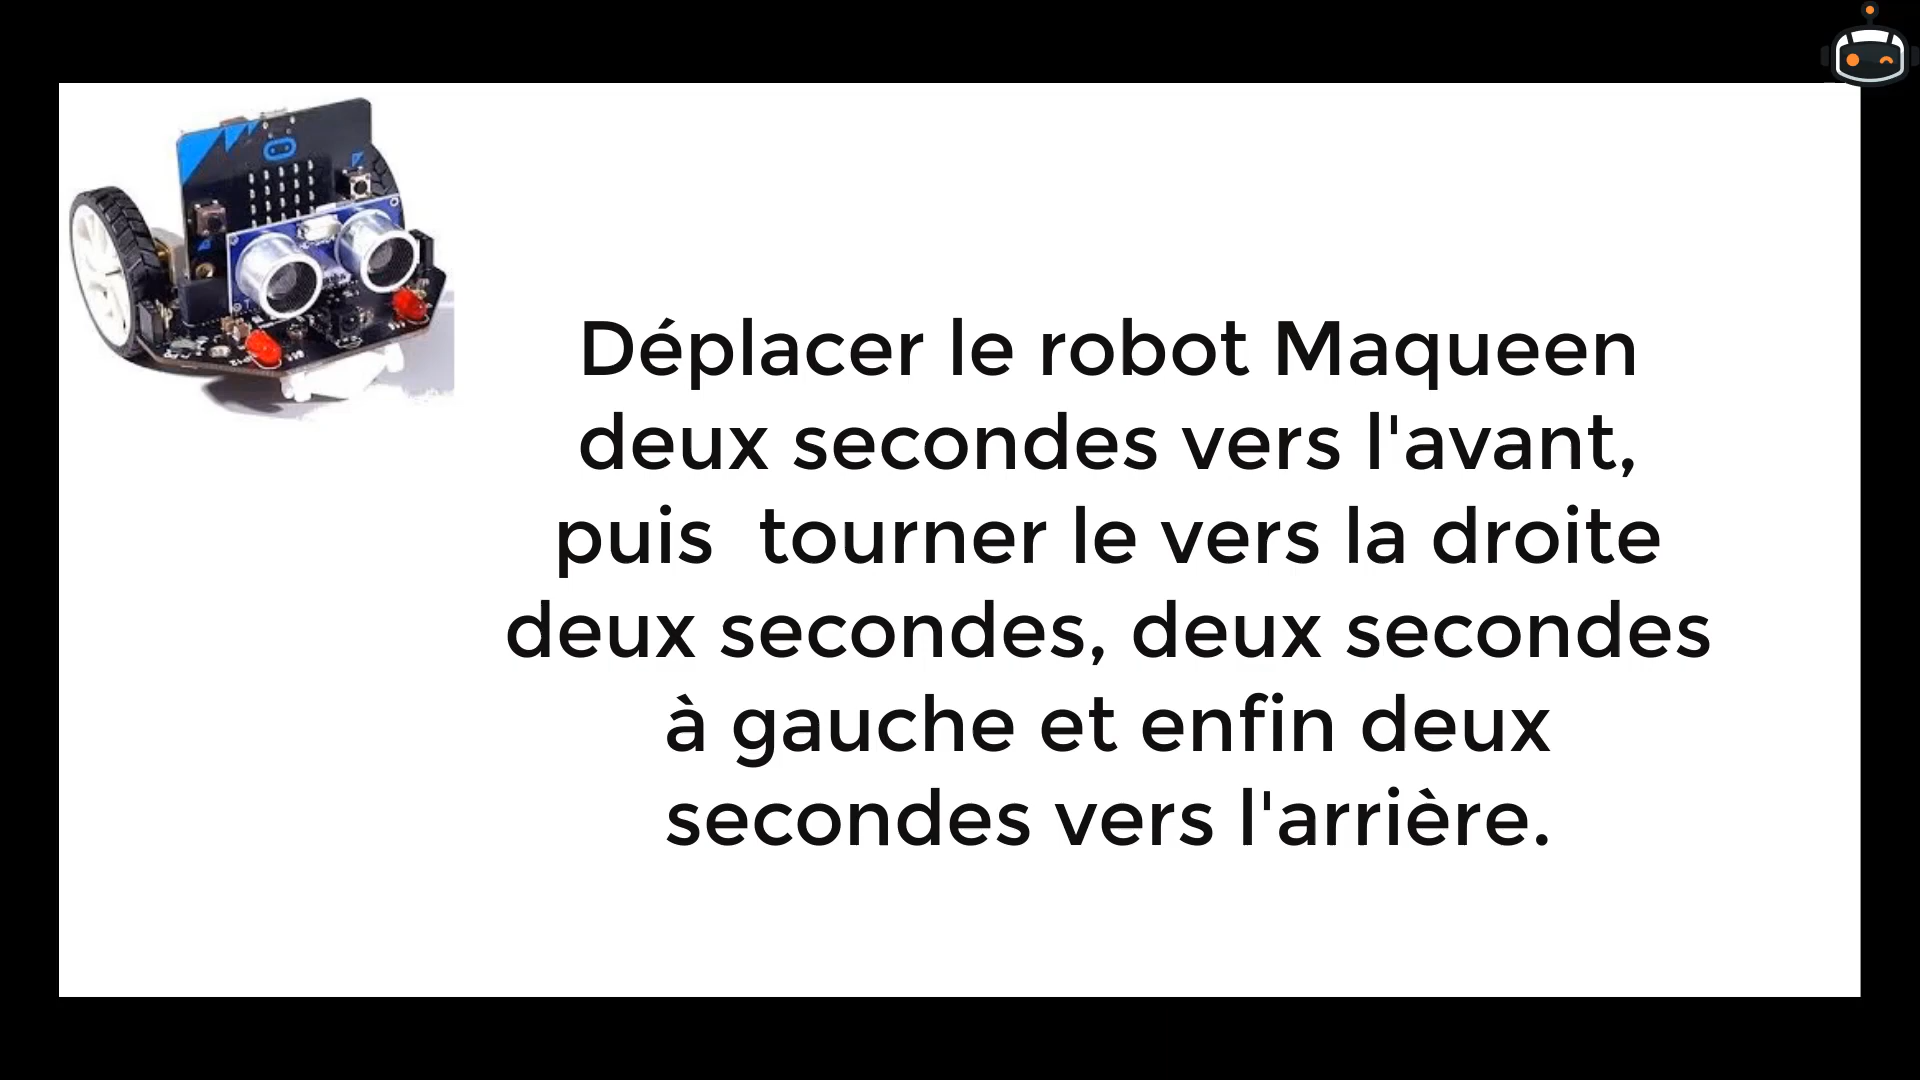 Déplacer le robot Maqueen
deux secondes vers l'avant,
puis  tourner le vers la droite
deux secondes, deux secondes
à gauche et enfin deux
secondes vers l'arrière.